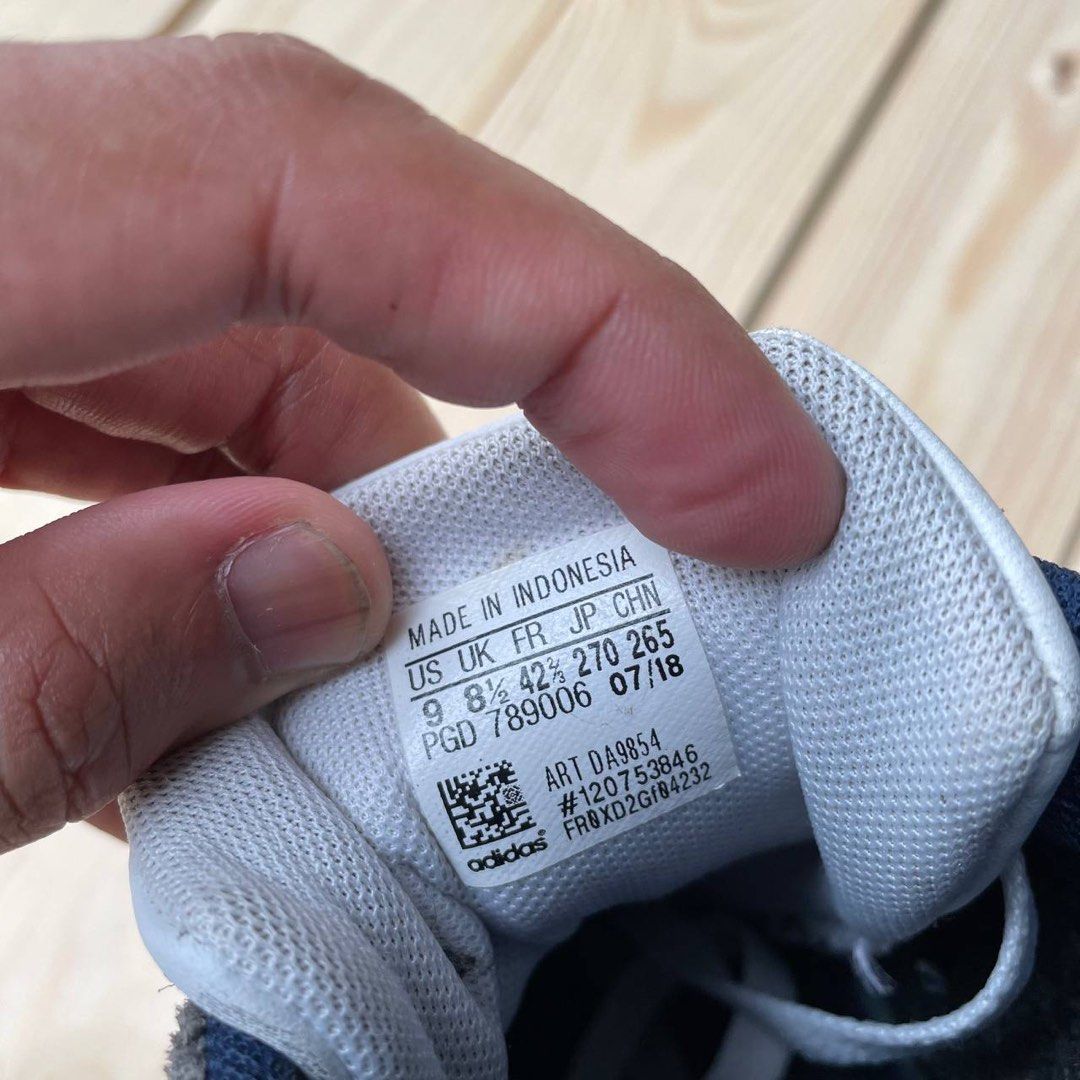 MADE IN INDONESIA
US UK FR JP CHN
9 8½ 42⅔ 270 265
PGD 789006 07/18
ART DA9854
#120753846
FR0XD2Gf04232
adidas®